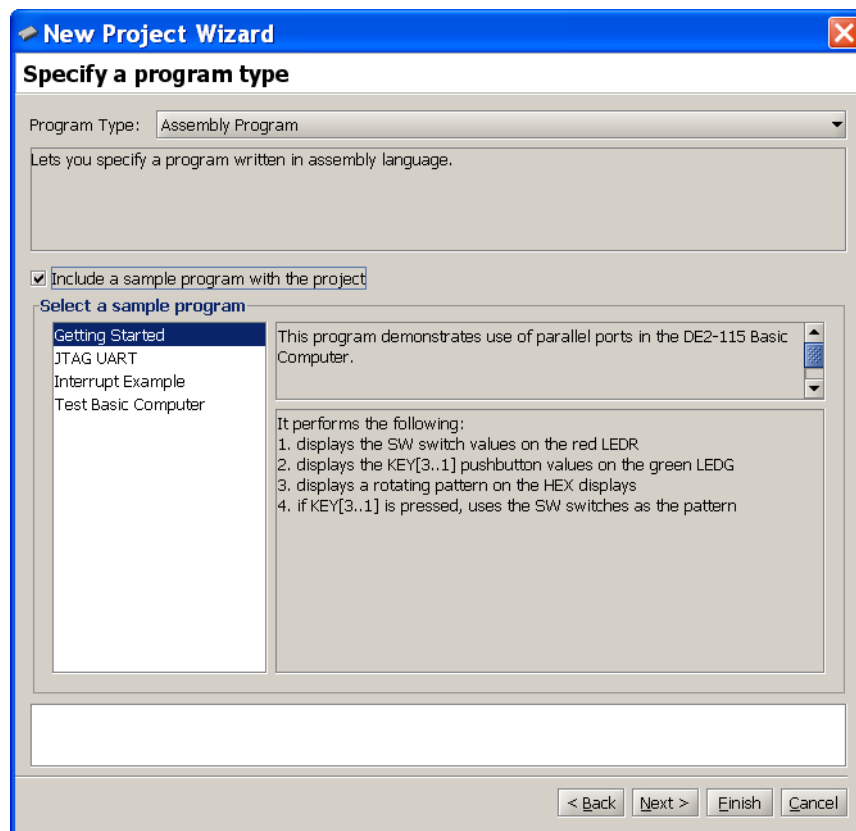 New Project Wizard
Specify a program type
Program Type: Assembly Program
Lets you specify a program written in assembly language.
Include a sample program with the project
Select a sample program
Getting Started
JTAG UART
Interrupt Example
Test Basic Computer
This program demonstrates use of parallel ports in the DE2-115 Basic
Computer.
It performs the following:
1. displays the SW switch values on the red LEDR
2. displays the KEY[3..1] pushbutton values on the green LEDG
3. displays a rotating pattern on the HEX displays
4. if KEY[3..1] is pressed, uses the SW switches as the pattern
< Back Next > Finish Cancel